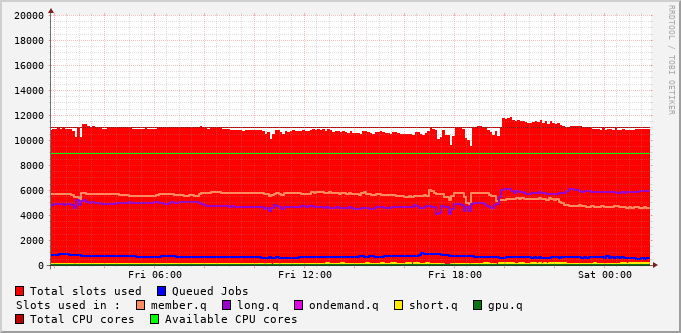 RRDTOOL / TOBI OETIKER
20000
18000
16000
14000
12000
10000
8000
6000
4000
2000
0
Fri 06:00 Fri 12:00 Fri 18:00 Sat 00:00
Total slots used Queued Jobs
Slots used in : member.q long.q ondemand.q short.q gpu.q
Total CPU cores Available CPU cores